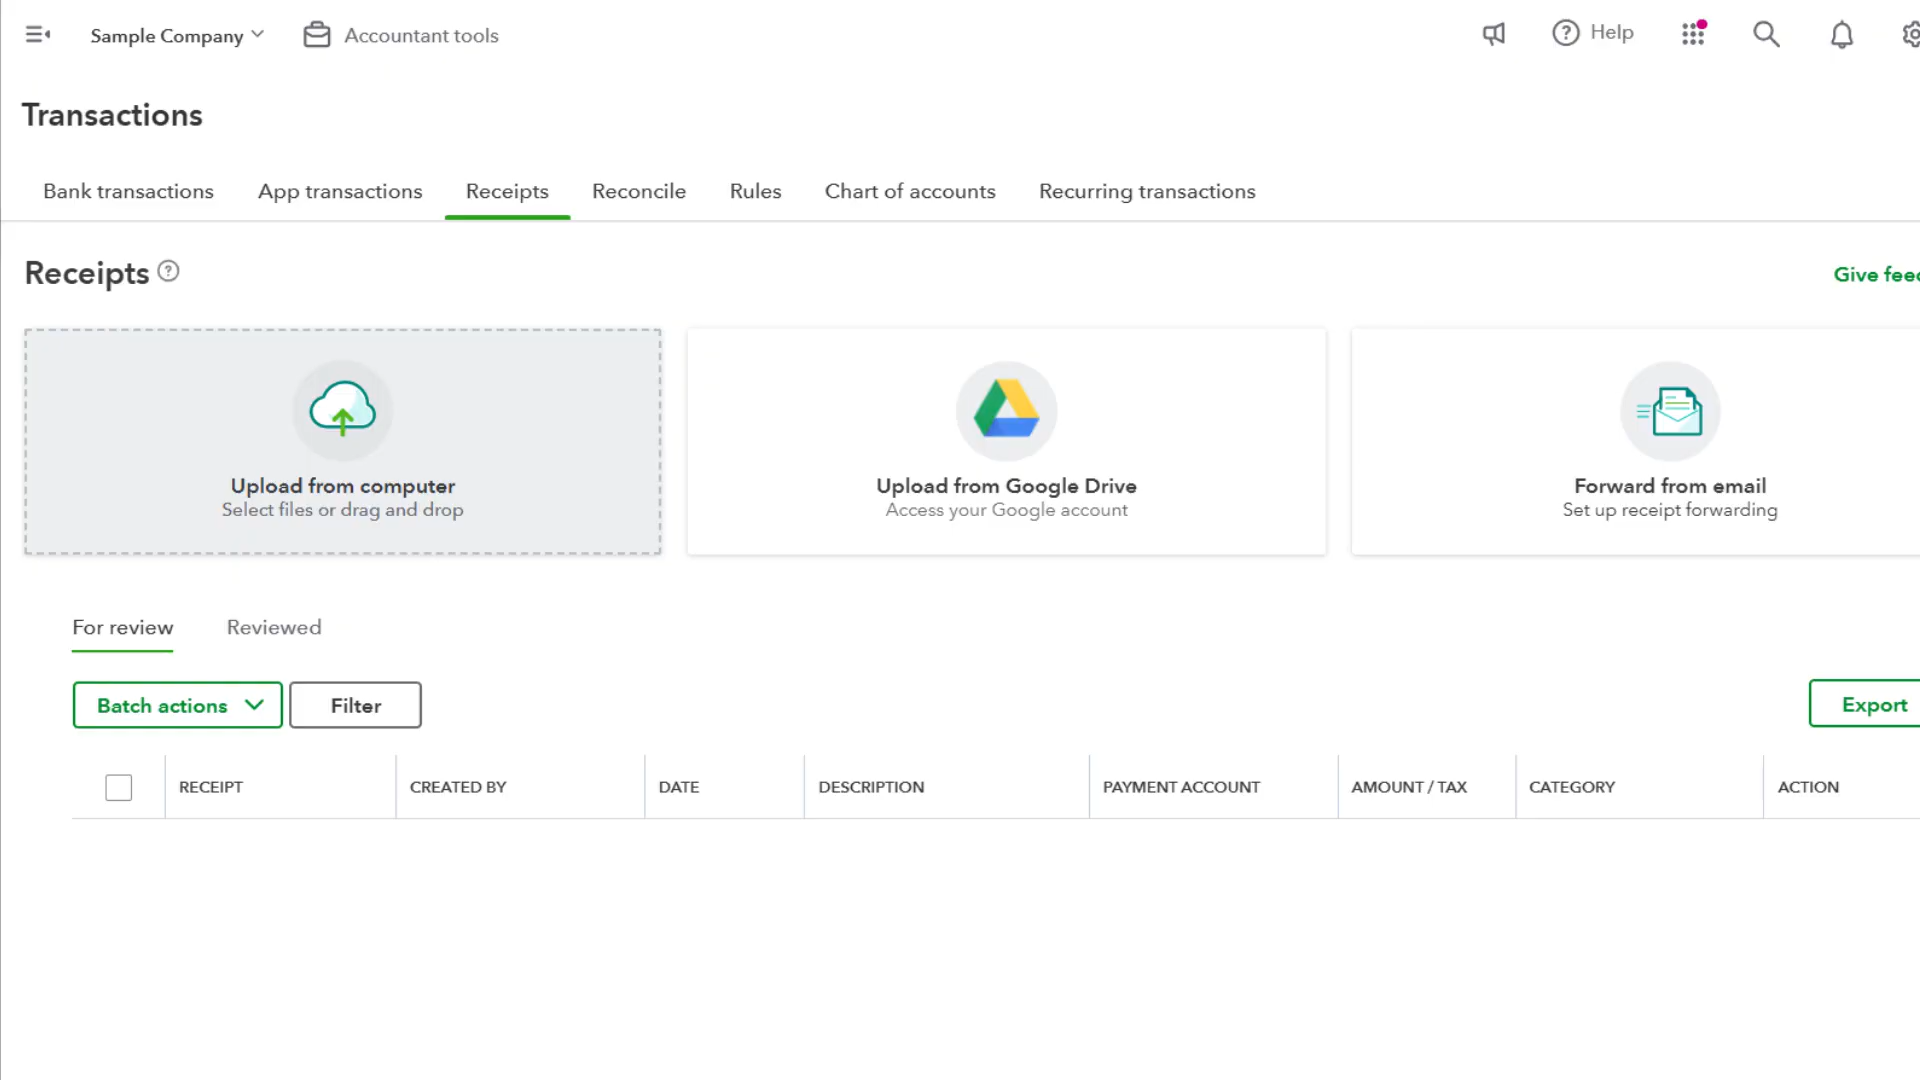 Sample Company
Accountant tools
Help
Transactions
Bank transactions
App transactions
Receipts
Reconcile
Rules
Chart of accounts
Recurring transactions
Receipts
Give feed
Upload from computer
Select files or drag and drop
Upload from Google Drive
Access your Google account
Forward from email
Set up receipt forwarding
For review
Reviewed
Batch actions
Filter
Export
RECEIPT
CREATED BY
DATE
DESCRIPTION
PAYMENT ACCOUNT
AMOUNT / TAX
CATEGORY
ACTION